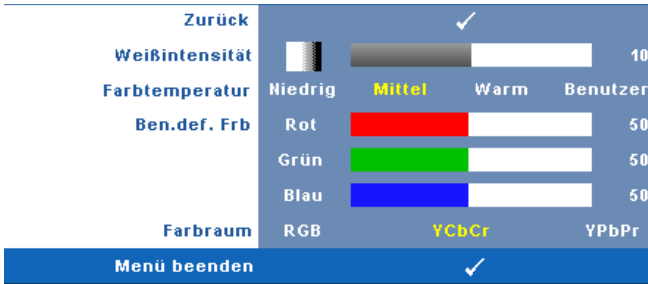 Zurück
Weißintensität 10
Farbtemperatur Niedrig Mittel Warm Benutzer
Ben.def. Frb Rot 50
Grün 50
Blau 50
Farbraum RGB YCbCr YPbPr
Menü beenden